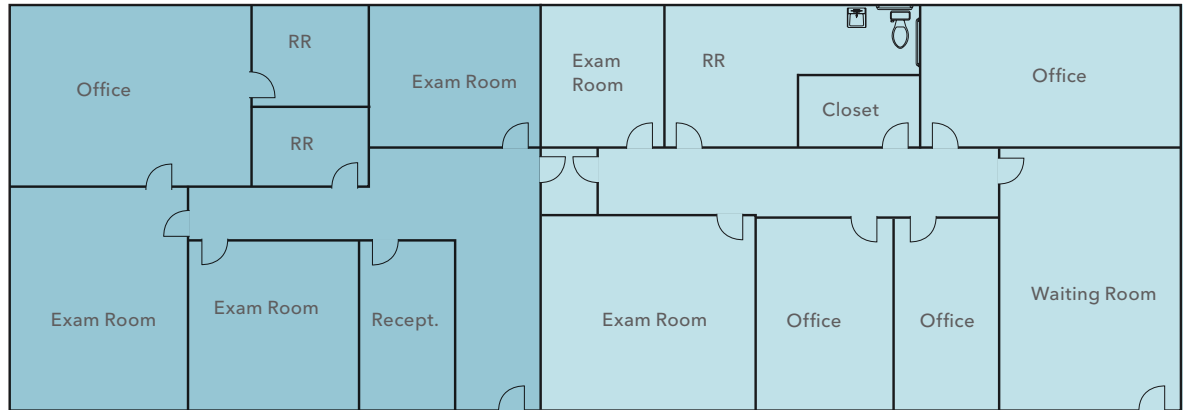 RR
Office
Exam Room
RR
Exam
Room
RR
Closet
Office
Exam Room
Exam Room
Recept.
Exam Room
Office
Office
Waiting Room